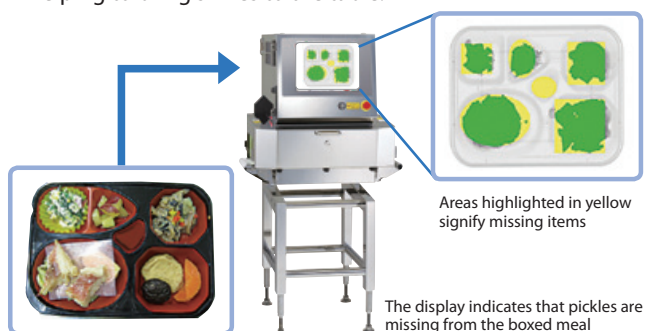 Areas highlighted in yellow
signify missing items
The display indicates that pickles are
missing from the boxed meal